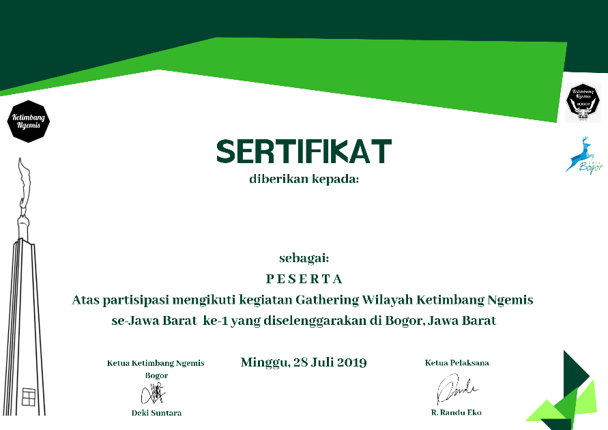 Ketimbang
Ngemis
Ketimbang
Ngemis
BOGOR
Bogor
SERTIFIKAT
diberikan kepada:
sebagai:
PESERTA
Atas partisipasi mengikuti kegiatan Gathering Wilayah Ketimbang Ngemis
se-Jawa Barat ke-1 yang diselenggarakan di Bogor, Jawa Barat
Minggu, 28 Juli 2019
Ketua Ketimbang Ngemis
Bogor
Deki Suntara
Ketua Pelaksana
R. Randu Eko